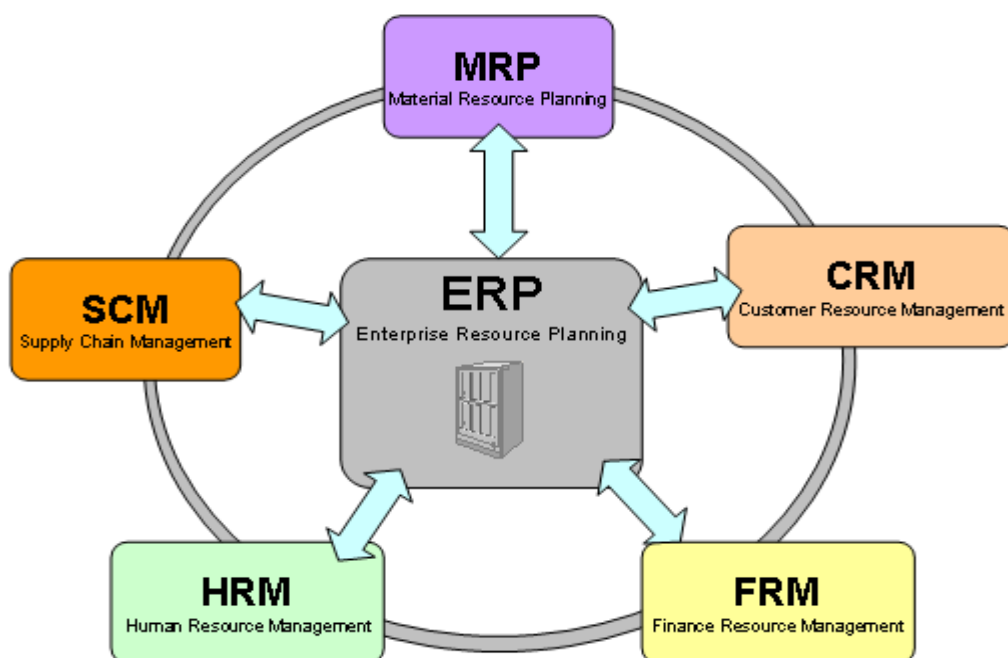 MRP
Material Resource Planning
CRM
Customer Resource Management
ERP
Enterprise Resource Planning
SCM
Supply Chain Management
HRM
Human Resource Management
FRM
Finance Resource Management